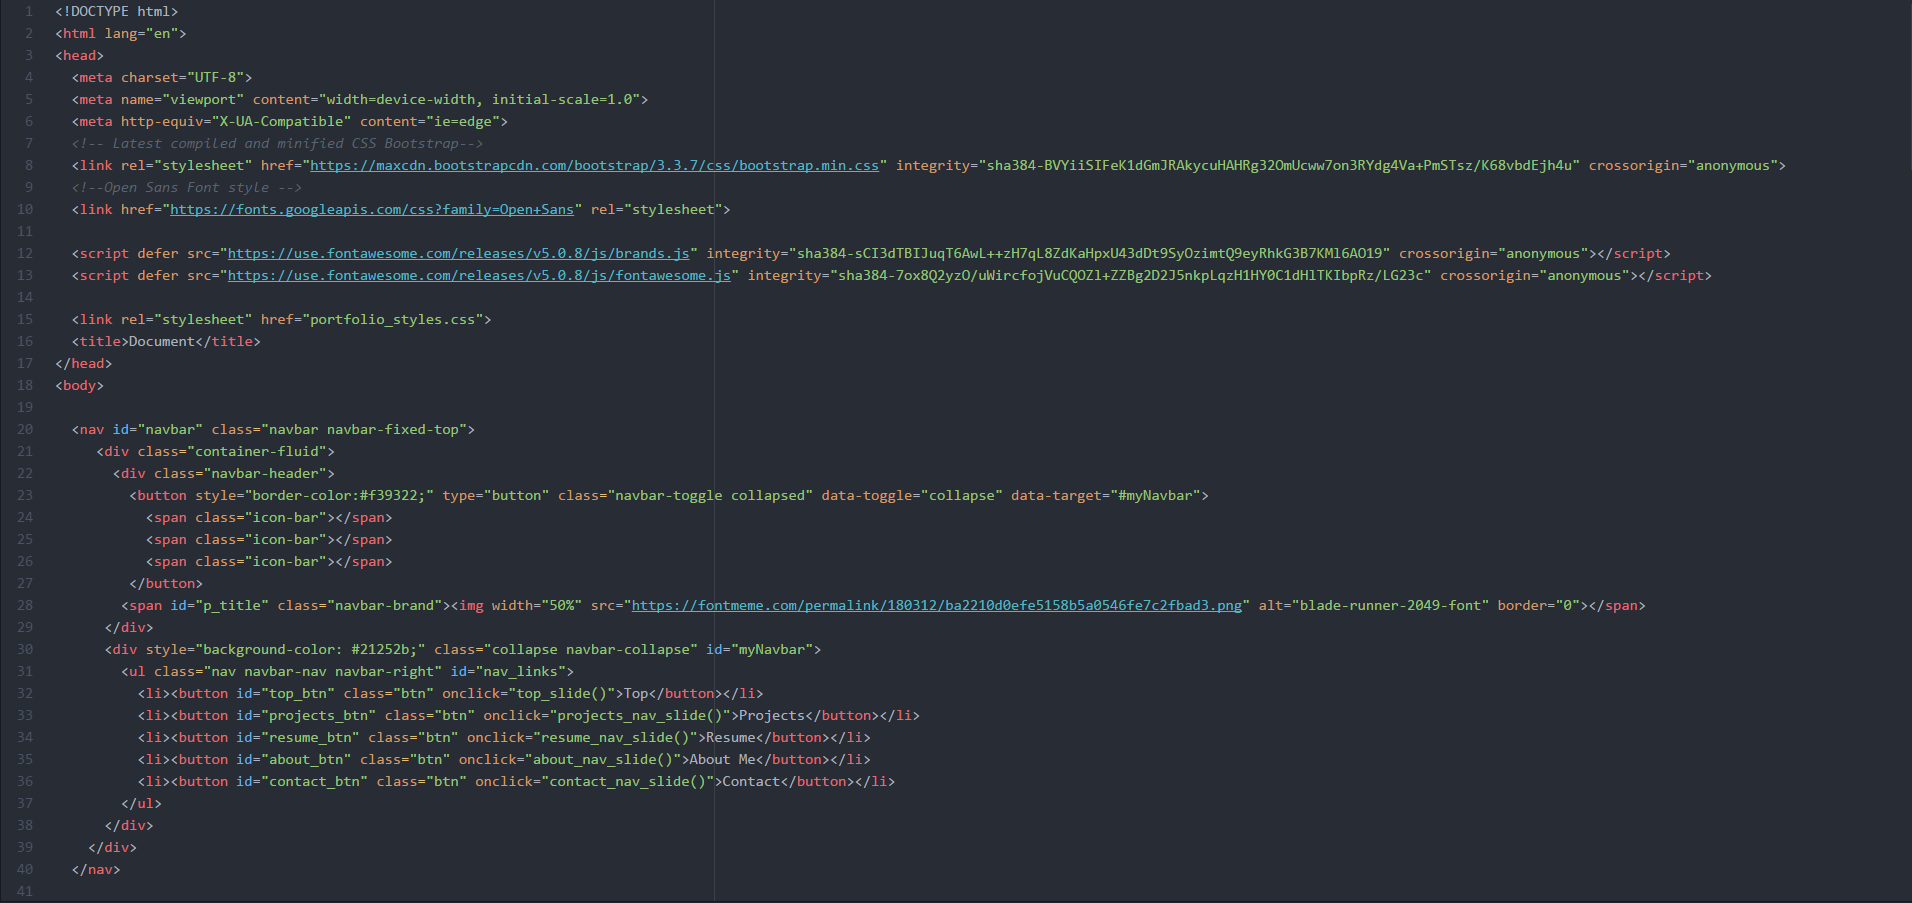 1 <!DOCTYPE html>
2 <html lang="en">
3 <head>
4 <meta charset="UTF-8">
5 <meta name="viewport" content="width=device-width, initial-scale=1.0">
6 <meta http-equiv="X-UA-Compatible" content="ie=edge">
7 <!-- Latest compiled and minified CSS Bootstrap-->
8 <link rel="stylesheet" href="https://maxcdn.bootstrapcdn.com/bootstrap/3.3.7/css/bootstrap.min.css" integrity="sha384-BVYiiSIFeK1dGmJRAkycuHAHRg32OmUcww7on3RYdg4Va+PmSTsz/K68vbdEjh4u" crossorigin="anonymous">
9 <!--Open Sans Font style -->
10 <link href="https://fonts.googleapis.com/css?family=Open+Sans" rel="stylesheet">
11
12 <script defer src="https://use.fontawesome.com/releases/v5.0.8/js/brands.js" integrity="sha384-sCI3dTBIJuqT6AwL++zH7qL8ZdKaHpxU43dDt9SyOzimtQ9eyRhkG3B7KMl6AO19" crossorigin="anonymous"></script>
13 <script defer src="https://use.fontawesome.com/releases/v5.0.8/js/fontawesome.js" integrity="sha384-7ox8Q2yzO/uWircfojVuCQOZl+ZZBg2D2J5nkpLqzH1HY0C1dHlTKIbpRz/LG23c" crossorigin="anonymous"></script>
14
15 <link rel="stylesheet" href="portfolio_styles.css">
16 <title>Document</title>
17 </head>
18 <body>
19
20 <nav id="navbar" class="navbar navbar-fixed-top">
21 <div class="container-fluid">
22 <div class="navbar-header">
23 <button style="border-color:#f39322;" type="button" class="navbar-toggle collapsed" data-toggle="collapse" data-target="#myNavbar">
24 <span class="icon-bar"></span>
25 <span class="icon-bar"></span>
26 <span class="icon-bar"></span>
27 </button>
28 <span id="p_title" class="navbar-brand"><img width="50%" src="https://fontmeme.com/permalink/180312/ba2210d0efe5158b5a0546fe7c2fbad3.png" alt="blade-runner-2049-font" border="0"></span>
29 </div>
30 <div style="background-color: #21252b;" class="collapse navbar-collapse" id="myNavbar">
31 <ul class="nav navbar-nav navbar-right" id="nav_links">
32 <li><button id="top_btn" class="btn" onclick="top_slide()">Top</button></li>
33 <li><button id="projects_btn" class="btn" onclick="projects_nav_slide()">Projects</button></li>
34 <li><button id="resume_btn" class="btn" onclick="resume_nav_slide()">Resume</button></li>
35 <li><button id="about_btn" class="btn" onclick="about_nav_slide()">About Me</button></li>
36 <li><button id="contact_btn" class="btn" onclick="contact_nav_slide()">Contact</button></li>
37 </ul>
38 </div>
39 </div>
40 </nav>
41